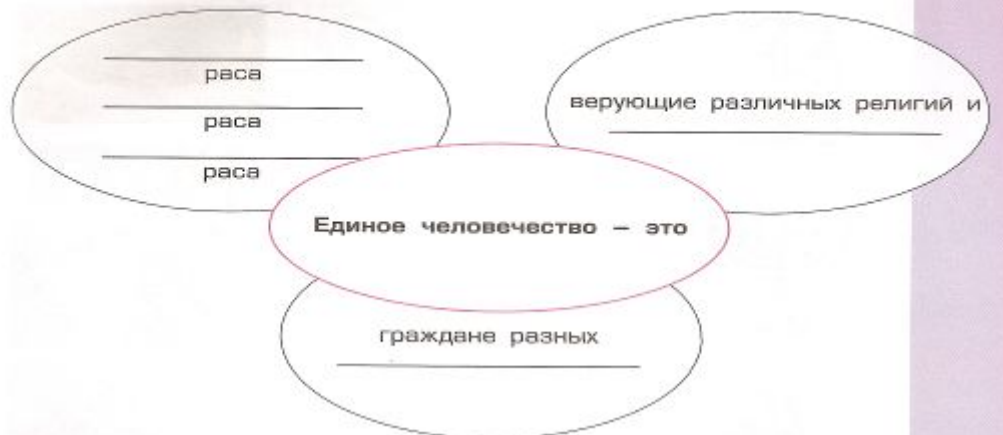 раса
раса
раса
верующие различных религий и
Единое человечество – это
граждане разных